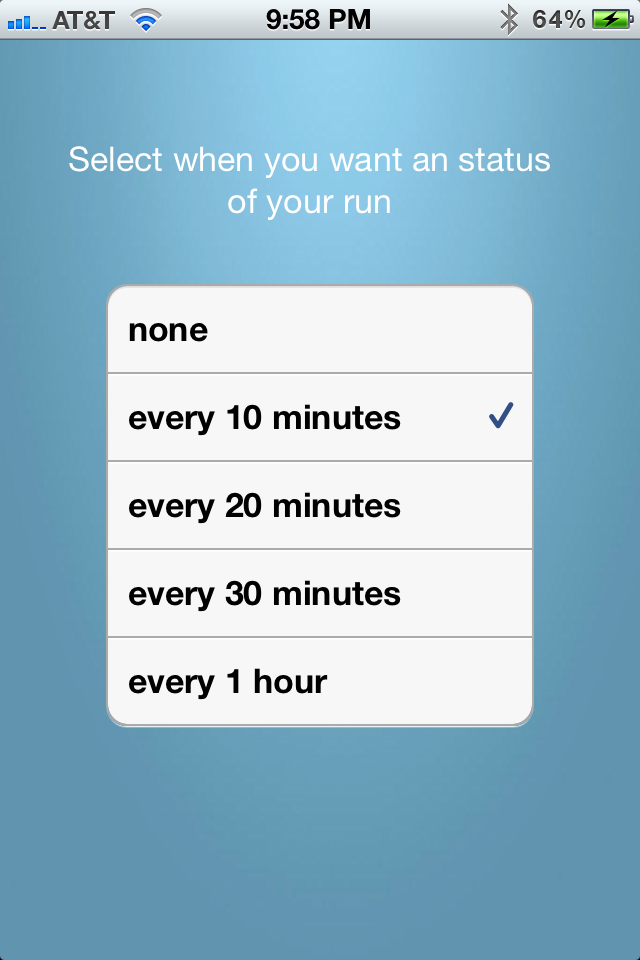 AT&T 9:58 PM 64%
Select when you want an status
of your run
none
every 10 minutes
every 20 minutes
every 30 minutes
every 1 hour